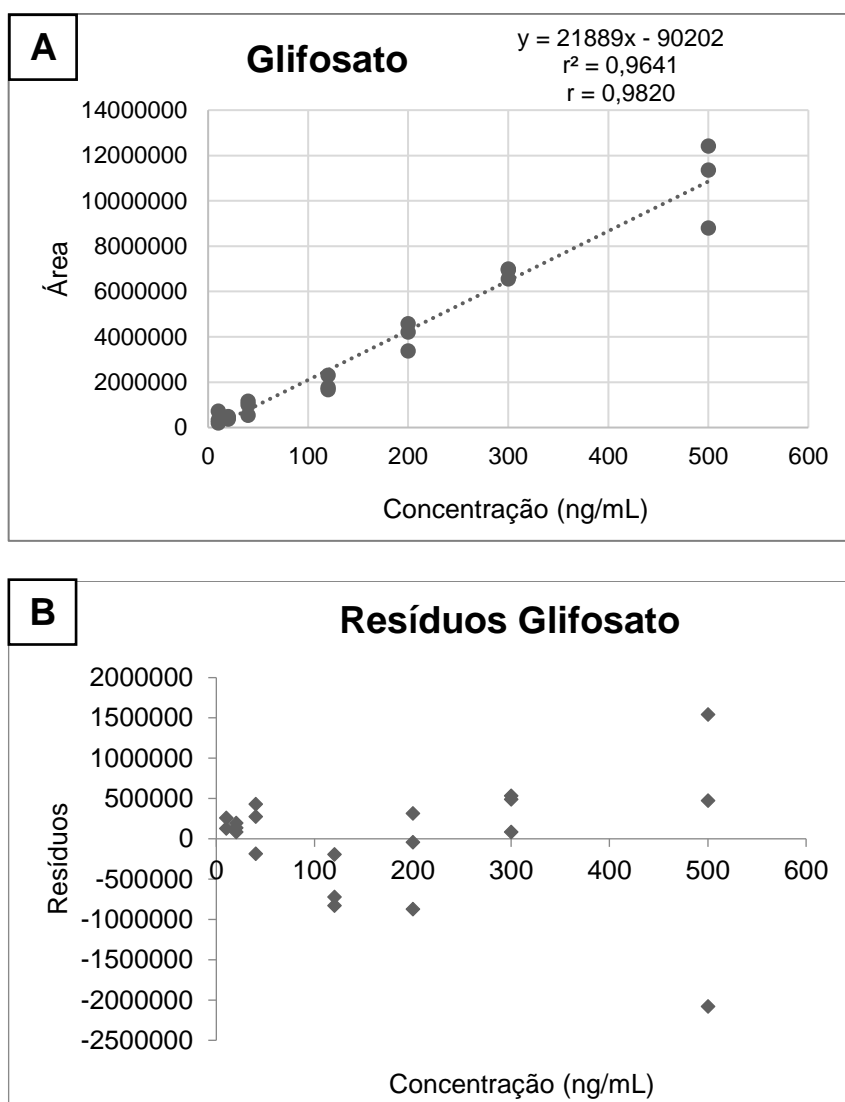 A
Glifosato
y = 21889x - 90202
r² = 0,9641
r = 0,9820
14000000
12000000
10000000
8000000
6000000
4000000
2000000
0
Área
0 100 200 300 400 500 600
Concentração (ng/mL)
B
Resíduos Glifosato
2000000
1500000
1000000
500000
0
-500000
-1000000
-1500000
-2000000
-2500000
Resíduos
0 100 200 300 400 500 600
Concentração (ng/mL)